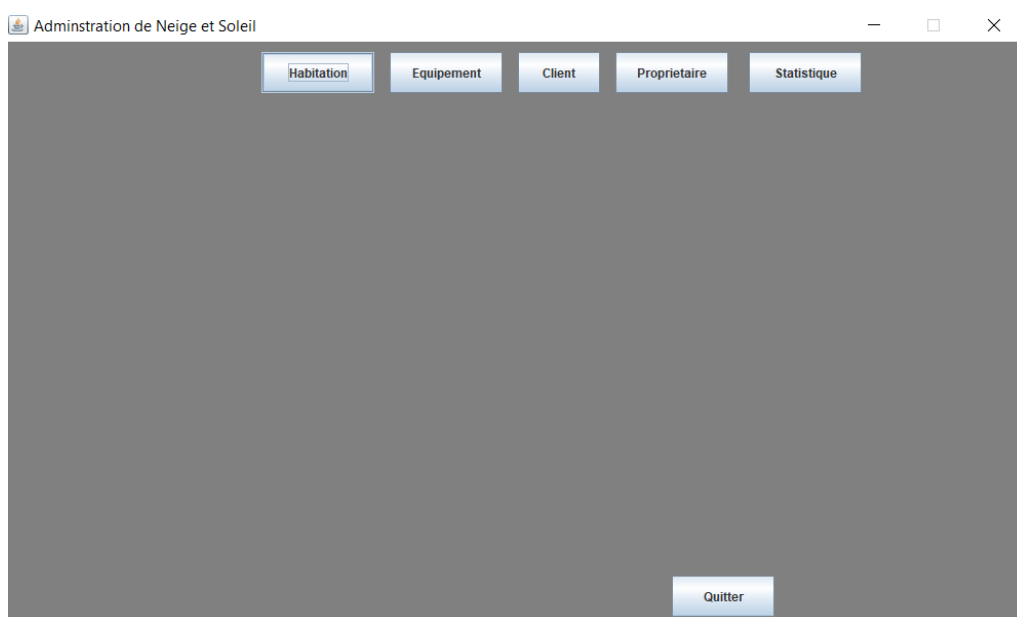 Adminstration de Neige et Soleil
Habitation Equipement Client Proprietaire Statistique
Quitter